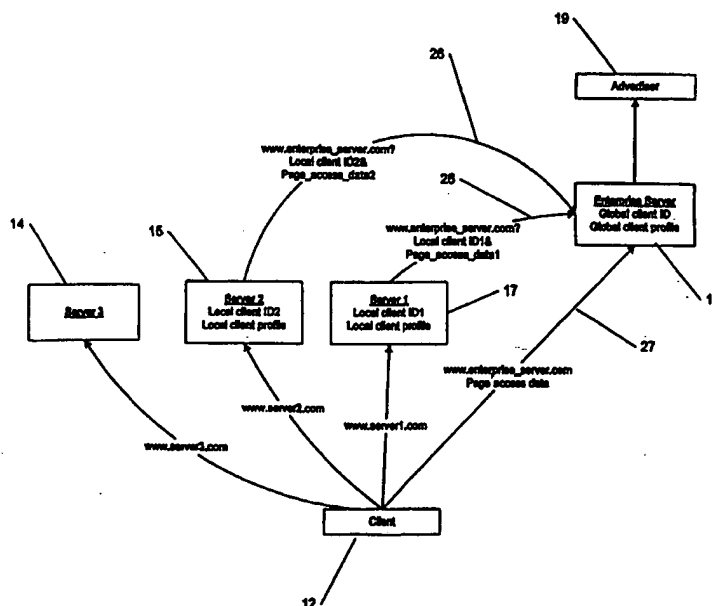 19
Advertiser
26
www.enterprise_server.com?
Local client ID2&
Page_access_data2
Enterprise Server
Global client ID
Global client profile
www.enterprise_server.com?
Local client ID1&
Page_access_data1
14
15
Server 3
Server 2
Local client ID2
Local client profile
Server 1
Local client ID1
Local client profile
17
1
27
www.enterprise_server.com
Page access data
www.server3.com
www.server2.com
www.server1.com
Client
12